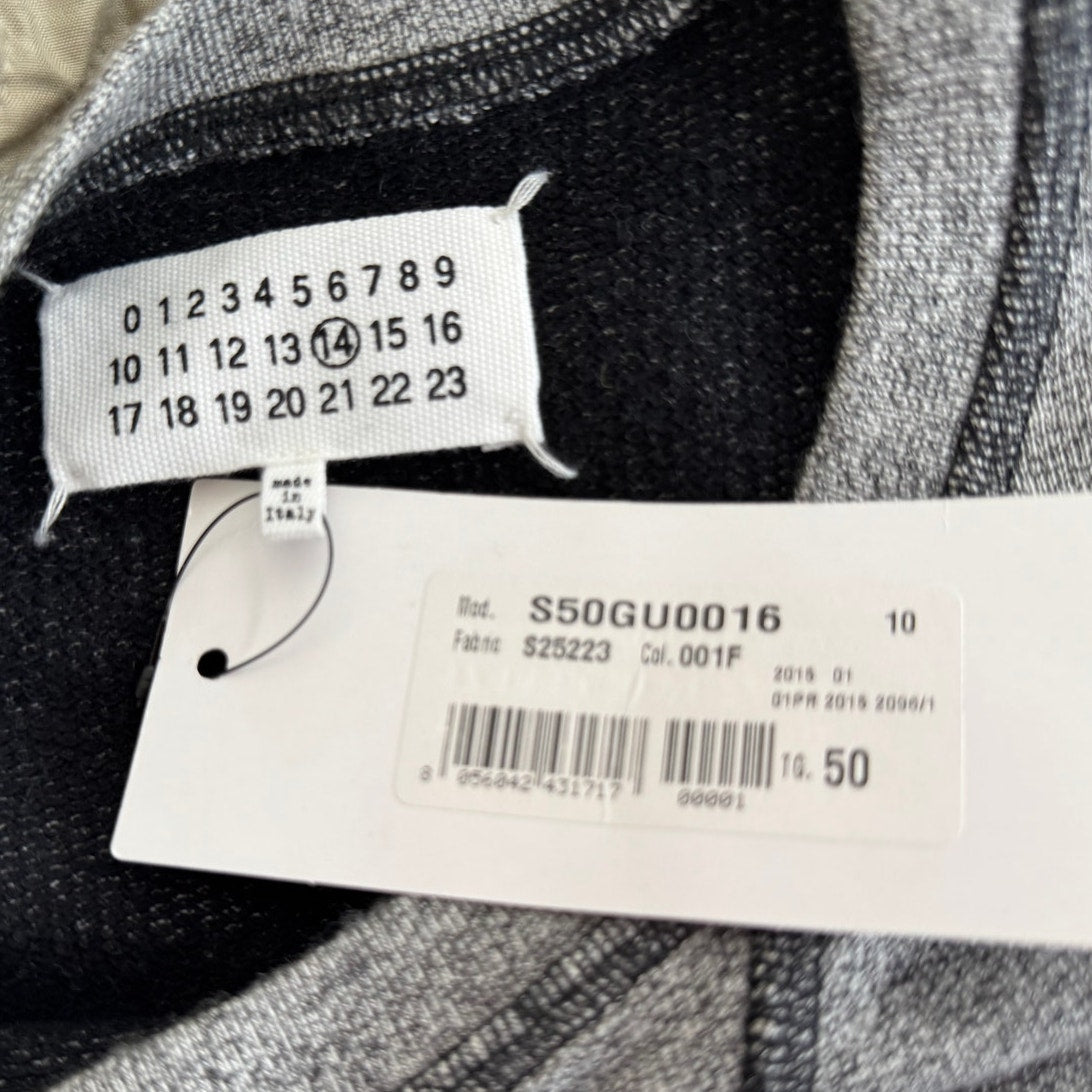 0 1 2 3 4 5 6 7 8 9
10 11 12 13 14 15 16
17 18 19 20 21 22 23
made
in
Italy
Mod. S50GU0016 10
Fabric S25223 Col. 001F
2015 01
01PR 2015 2096/1
TG. 50
8 056042 431717 00001